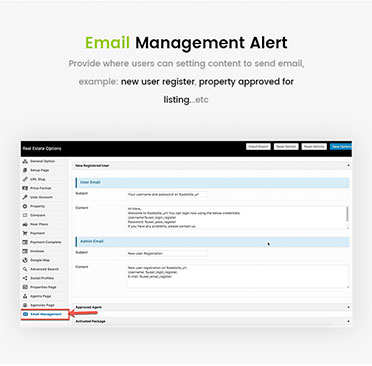 Email Management Alert
Provide where users can setting content to send email,
example: new user register, property approved for
listing...etc
Real Estate Options
Import/Export
Reset Section
Reset Options
Save Options
General Option
Setup Page
URL Slug
Price Format
User Account
Property
Compare
Near Place
Payment
Payment Complete
Invoices
Google Map
Advanced Search
Social Profiles
Properties Page
Agents Page
Agencies Page
Email Management
New Registered User
User Email
Subject
Your username and password on %website_url
Content
Hi there,
Welcome to %website_url! You can login now using the below credentials:
Username:%user_login_register
Password: %user_pass_register
If you have any problems, please contact us.
Admin Email
Subject
New User Registration
Content
New user registration on %website_url.
Username: %user_login_register,
E-mail: %user_email_register
Approved Agent
Activated Package